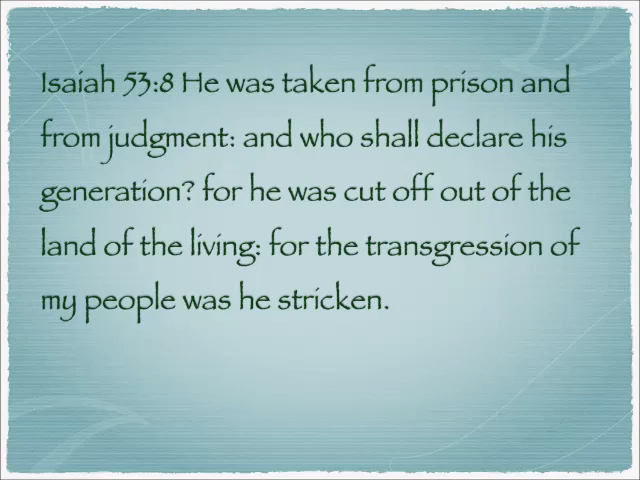 Isaiah 53:8 He was taken from prison and
from judgment: and who shall declare his
generation? for he was cut off out of the
land of the living: for the transgression of
my people was he stricken.